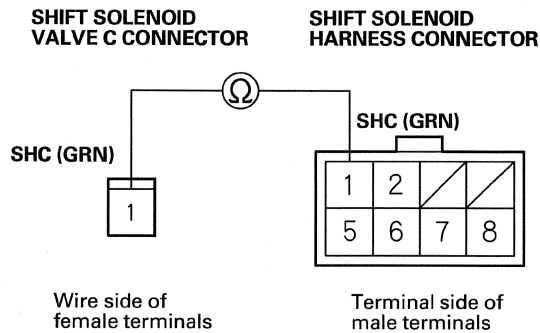 SHIFT SOLENOID
VALVE C CONNECTOR
SHIFT SOLENOID
HARNESS CONNECTOR
Ω
SHC (GRN)
SHC (GRN)
1
1 2
5 6 7 8
Wire side of
female terminals
Terminal side of
male terminals